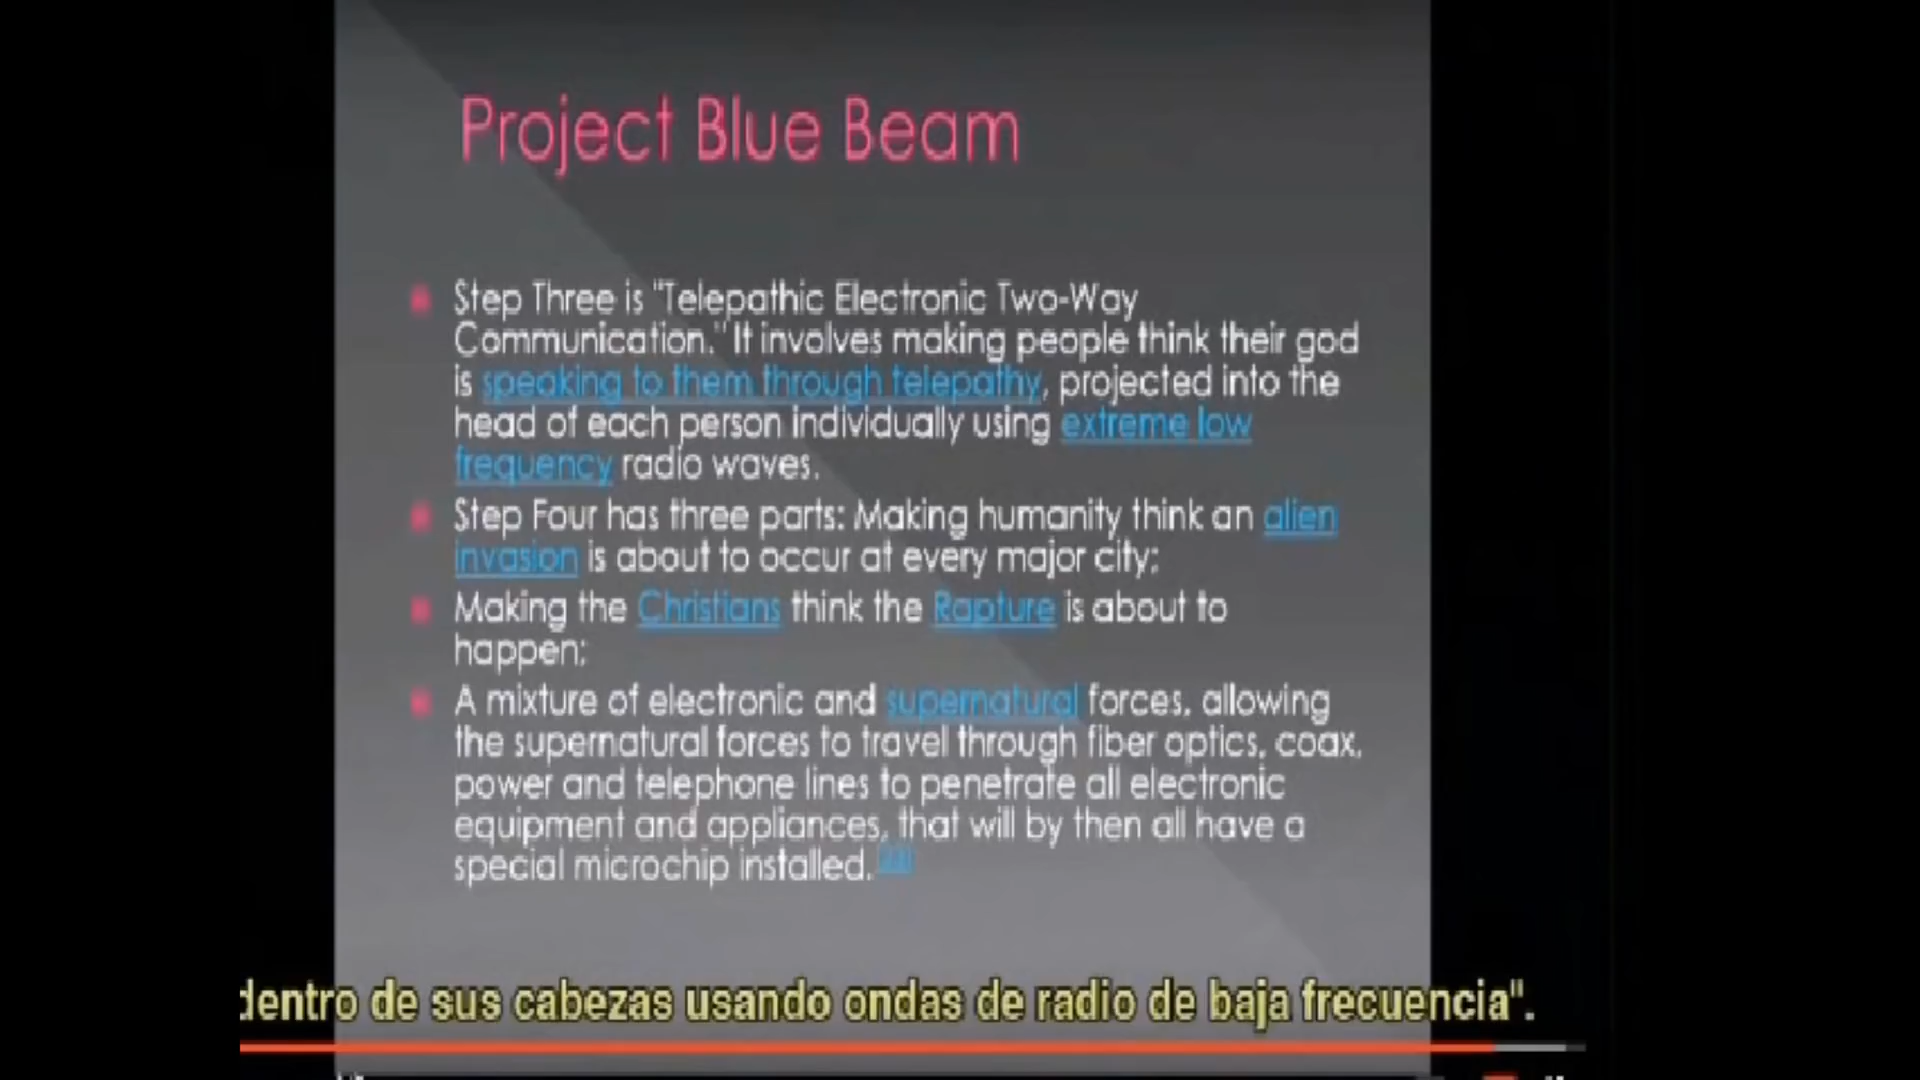 Project Blue Beam
Step Three is "Telepathic Electronic Two-Way
Communication." It involves making people think their god
is speaking to them through telepathy, projected into the
head of each person individually using extreme low
frequency radio waves.
Step Four has three parts: Making humanity think an alien
invasion is about to occur at every major city;
Making the Christians think the Rapture is about to
happen;
A mixture of electronic and supernatural forces, allowing
the supernatural forces to travel through fiber optics, coax,
power and telephone lines to penetrate all electronic
equipment and appliances, that will by then all have a
special microchip installed.
dentro de sus cabezas usando ondas de radio de baja frecuencia".